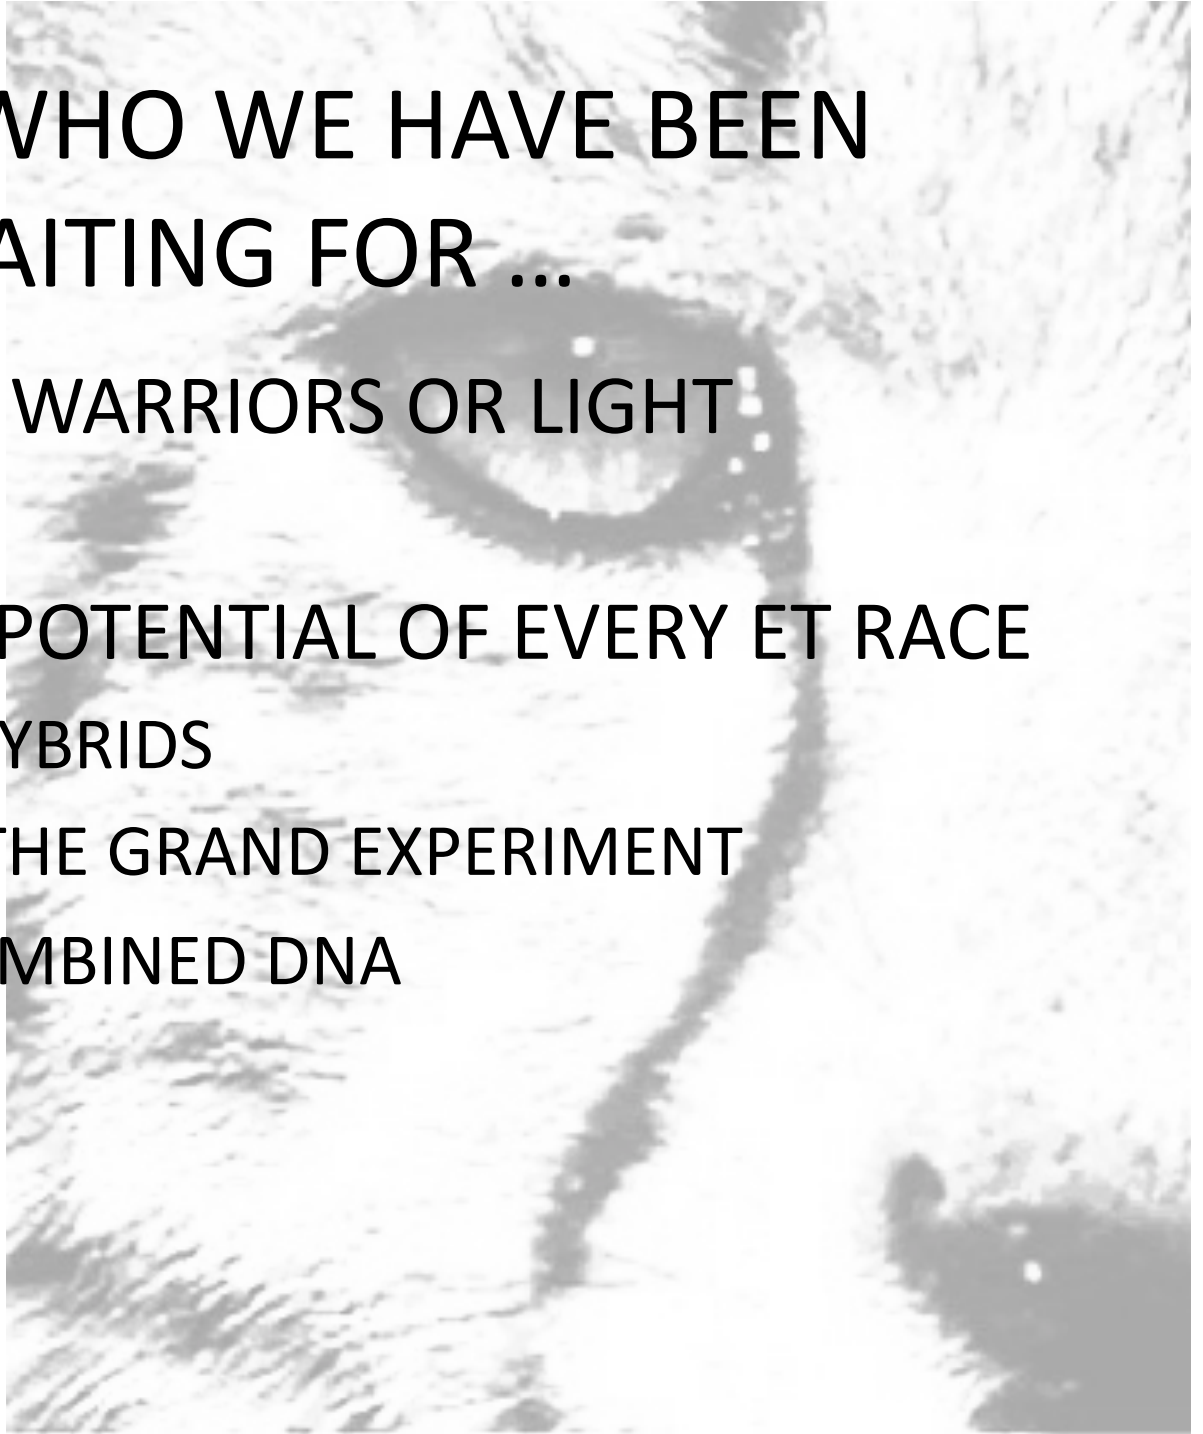 WHO WE HAVE BEEN
AITING FOR ...
WARRIORS OR LIGHT
POTENTIAL OF EVERY ET RACE
YBRIDS
THE GRAND EXPERIMENT
MBINED DNA